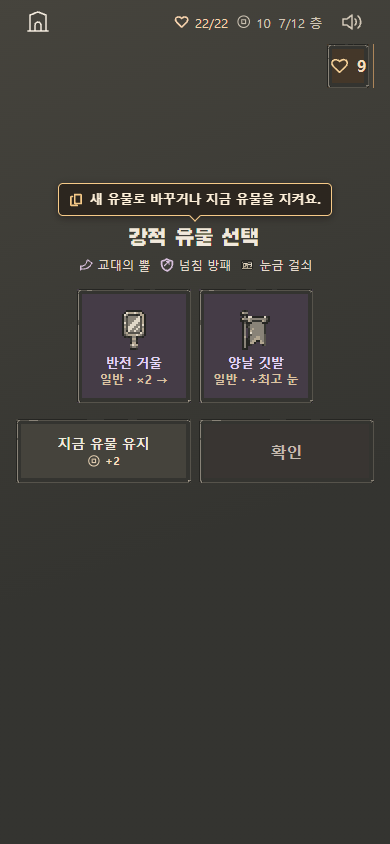 22/22 10 7/12 층
9
새 유물로 바꾸거나 지금 유물을 지켜요.
강적 유물 선택
교대의 뿔 넘침 방패 눈금 걸쇠
반전 거울 양날 깃발
일반 · ×2 → 일반 · +최고 눈
지금 유물 유지 확인
+2